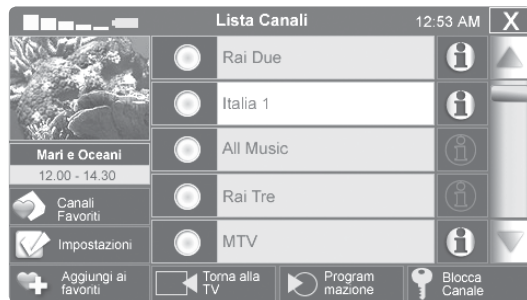 Lista Canali
12:53 AM
X
Rai Due
Italia 1
All Music
Rai Tre
MTV
Mari e Oceani
12.00 - 14.30
Canali
Favoriti
Impostazioni
Aggiungi ai
favoriti
Torna alla
TV
Program
mazione
Blocca
Canale